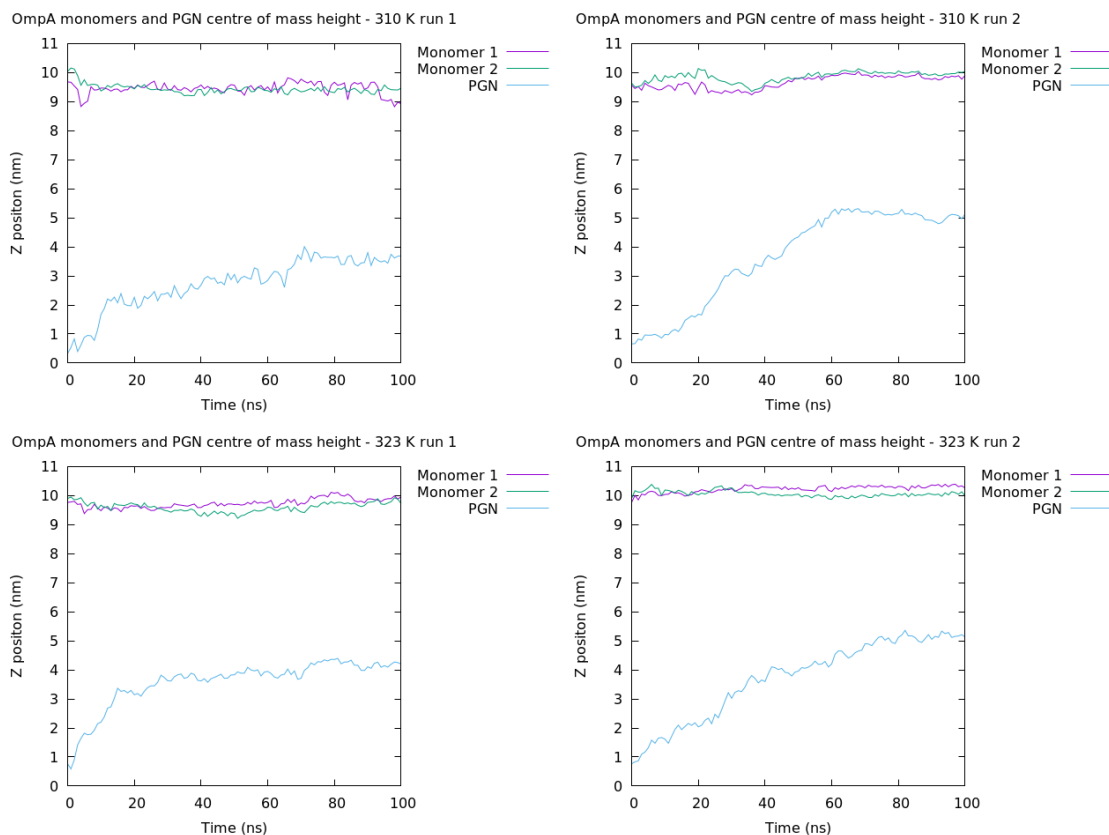 OmpA monomers and PGN centre of mass height - 310 K run 1
11
10
9
8
7
6
5
4
3
2
1
0
Z positon (nm)
0 20 40 60 80 100
Time (ns)
Monomer 1
Monomer 2
PGN
OmpA monomers and PGN centre of mass height - 310 K run 2
11
10
9
8
7
6
5
4
3
2
1
0
Z positon (nm)
0 20 40 60 80 100
Time (ns)
Monomer 1
Monomer 2
PGN
OmpA monomers and PGN centre of mass height - 323 K run 1
11
10
9
8
7
6
5
4
3
2
1
0
Z positon (nm)
0 20 40 60 80 100
Time (ns)
Monomer 1
Monomer 2
PGN
OmpA monomers and PGN centre of mass height - 323 K run 2
11
10
9
8
7
6
5
4
3
2
1
0
Z positon (nm)
0 20 40 60 80 100
Time (ns)
Monomer 1
Monomer 2
PGN